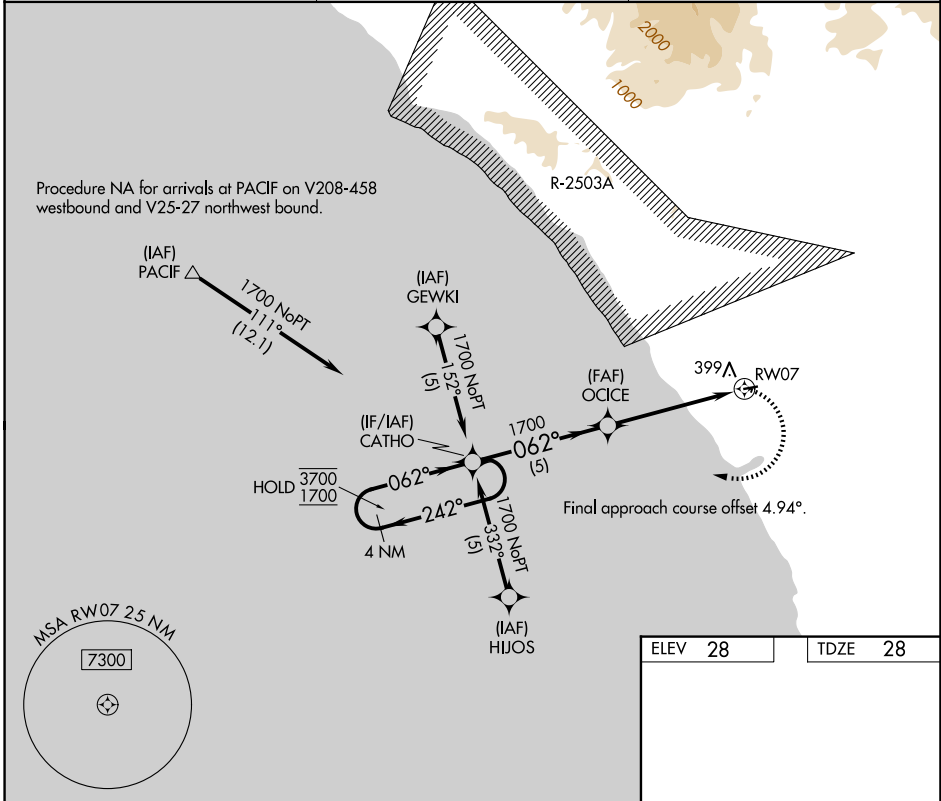 2000
1000
R-2503A
Procedure NA for arrivals at PACIF on V208-458
westbound and V25-27 northwest bound.
(IAF)
PACIF
1700 NoPT
111°
(12.1)
(IAF)
GEWKI
1700 NoPT
152°
(5)
(IF/IAF)
CATHO
1700
062°
(5)
(FAF)
OCICE
399
RW07
HOLD
3700
1700
062°
242°
4 NM
1700 NoPT
332°
(5)
(IAF)
HIJOS
Final approach course offset 4.94°.
MSA RW07 25 NM
7300
ELEV 28
TDZE 28